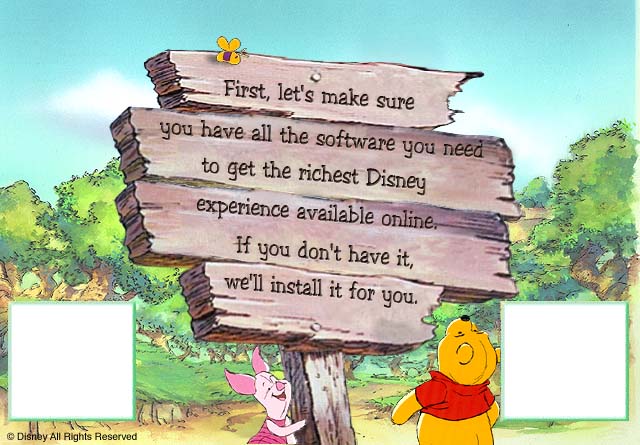 First, let's make sure
you have all the software you need
to get the richest Disney
experience available online.
If you don't have it,
we'll install it for you.
© Disney All Rights Reserved